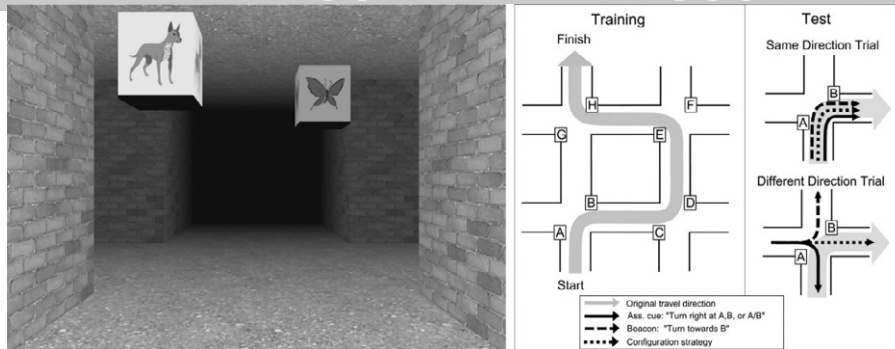 Training
Finish
H
F
G
E
B
D
A
C
Start
Test
Same Direction Trial
B
A
Different Direction Trial
B
A
Original travel direction
Ass. cue: "Turn right at A,B, or A/B"
Beacon: "Turn towards B"
Configuration strategy